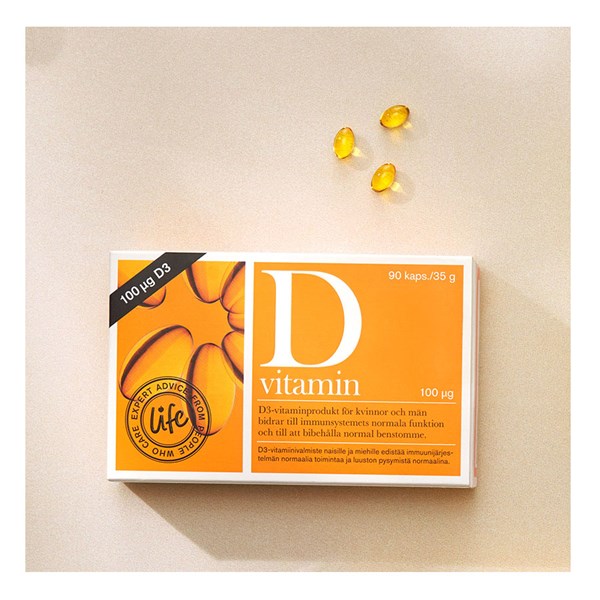 100 µg D3
90 kaps./35 g
D
vitamin
100 µg
D3-vitaminprodukt för kvinnor och män
bidrar till immunsystemets normala funktion
och till att bibehålla normal benstomme.
D3-vitamiinivalmiste naisille ja miehille edistää immuunijärjes-
telmän normaalia toimintaa ja luuston pysymistä normaalina.
EXPERT ADVICE FROM PEOPLE WHO CARE
life